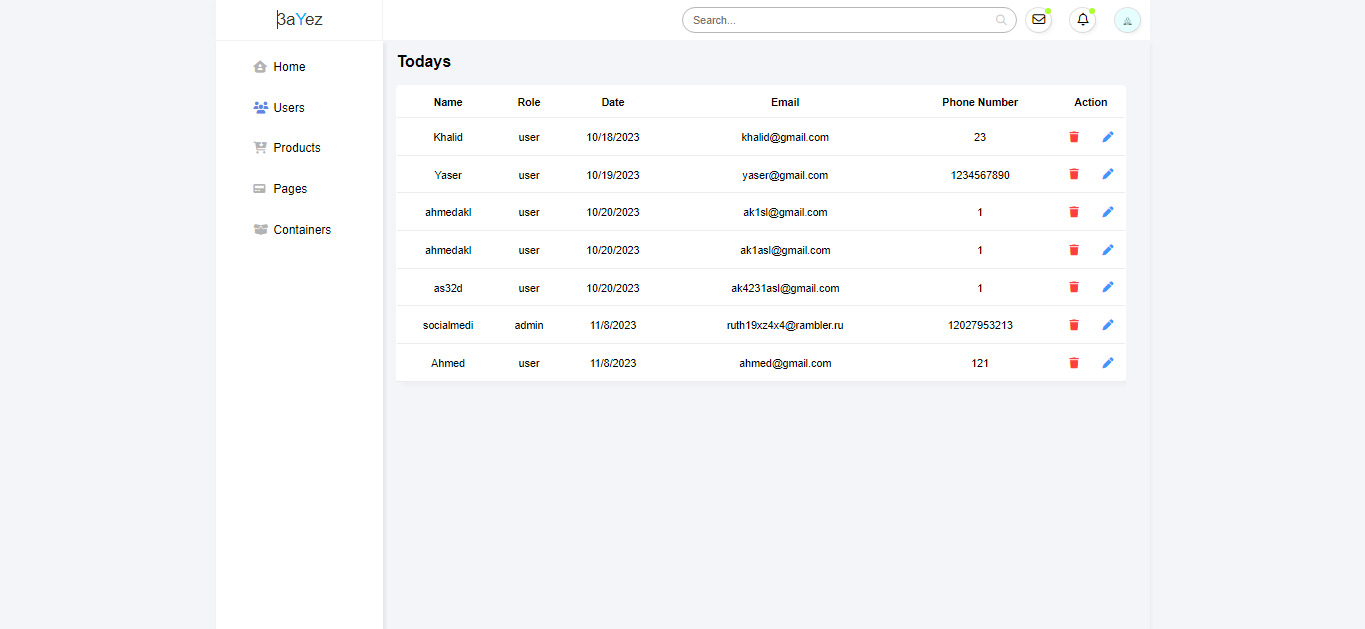 3aYez
Search...
Home
Users
Products
Pages
Containers
Todays
Name Role Date Email Phone Number Action
Khalid user 10/18/2023 khalid@gmail.com 23
Yaser user 10/19/2023 yaser@gmail.com 1234567890
ahmedakl user 10/20/2023 ak1sl@gmail.com 1
ahmedakl user 10/20/2023 ak1asl@gmail.com 1
as32d user 10/20/2023 ak4231asl@gmail.com 1
socialmedi admin 11/8/2023 ruth19xz4x4@rambler.ru 12027953213
Ahmed user 11/8/2023 ahmed@gmail.com 121